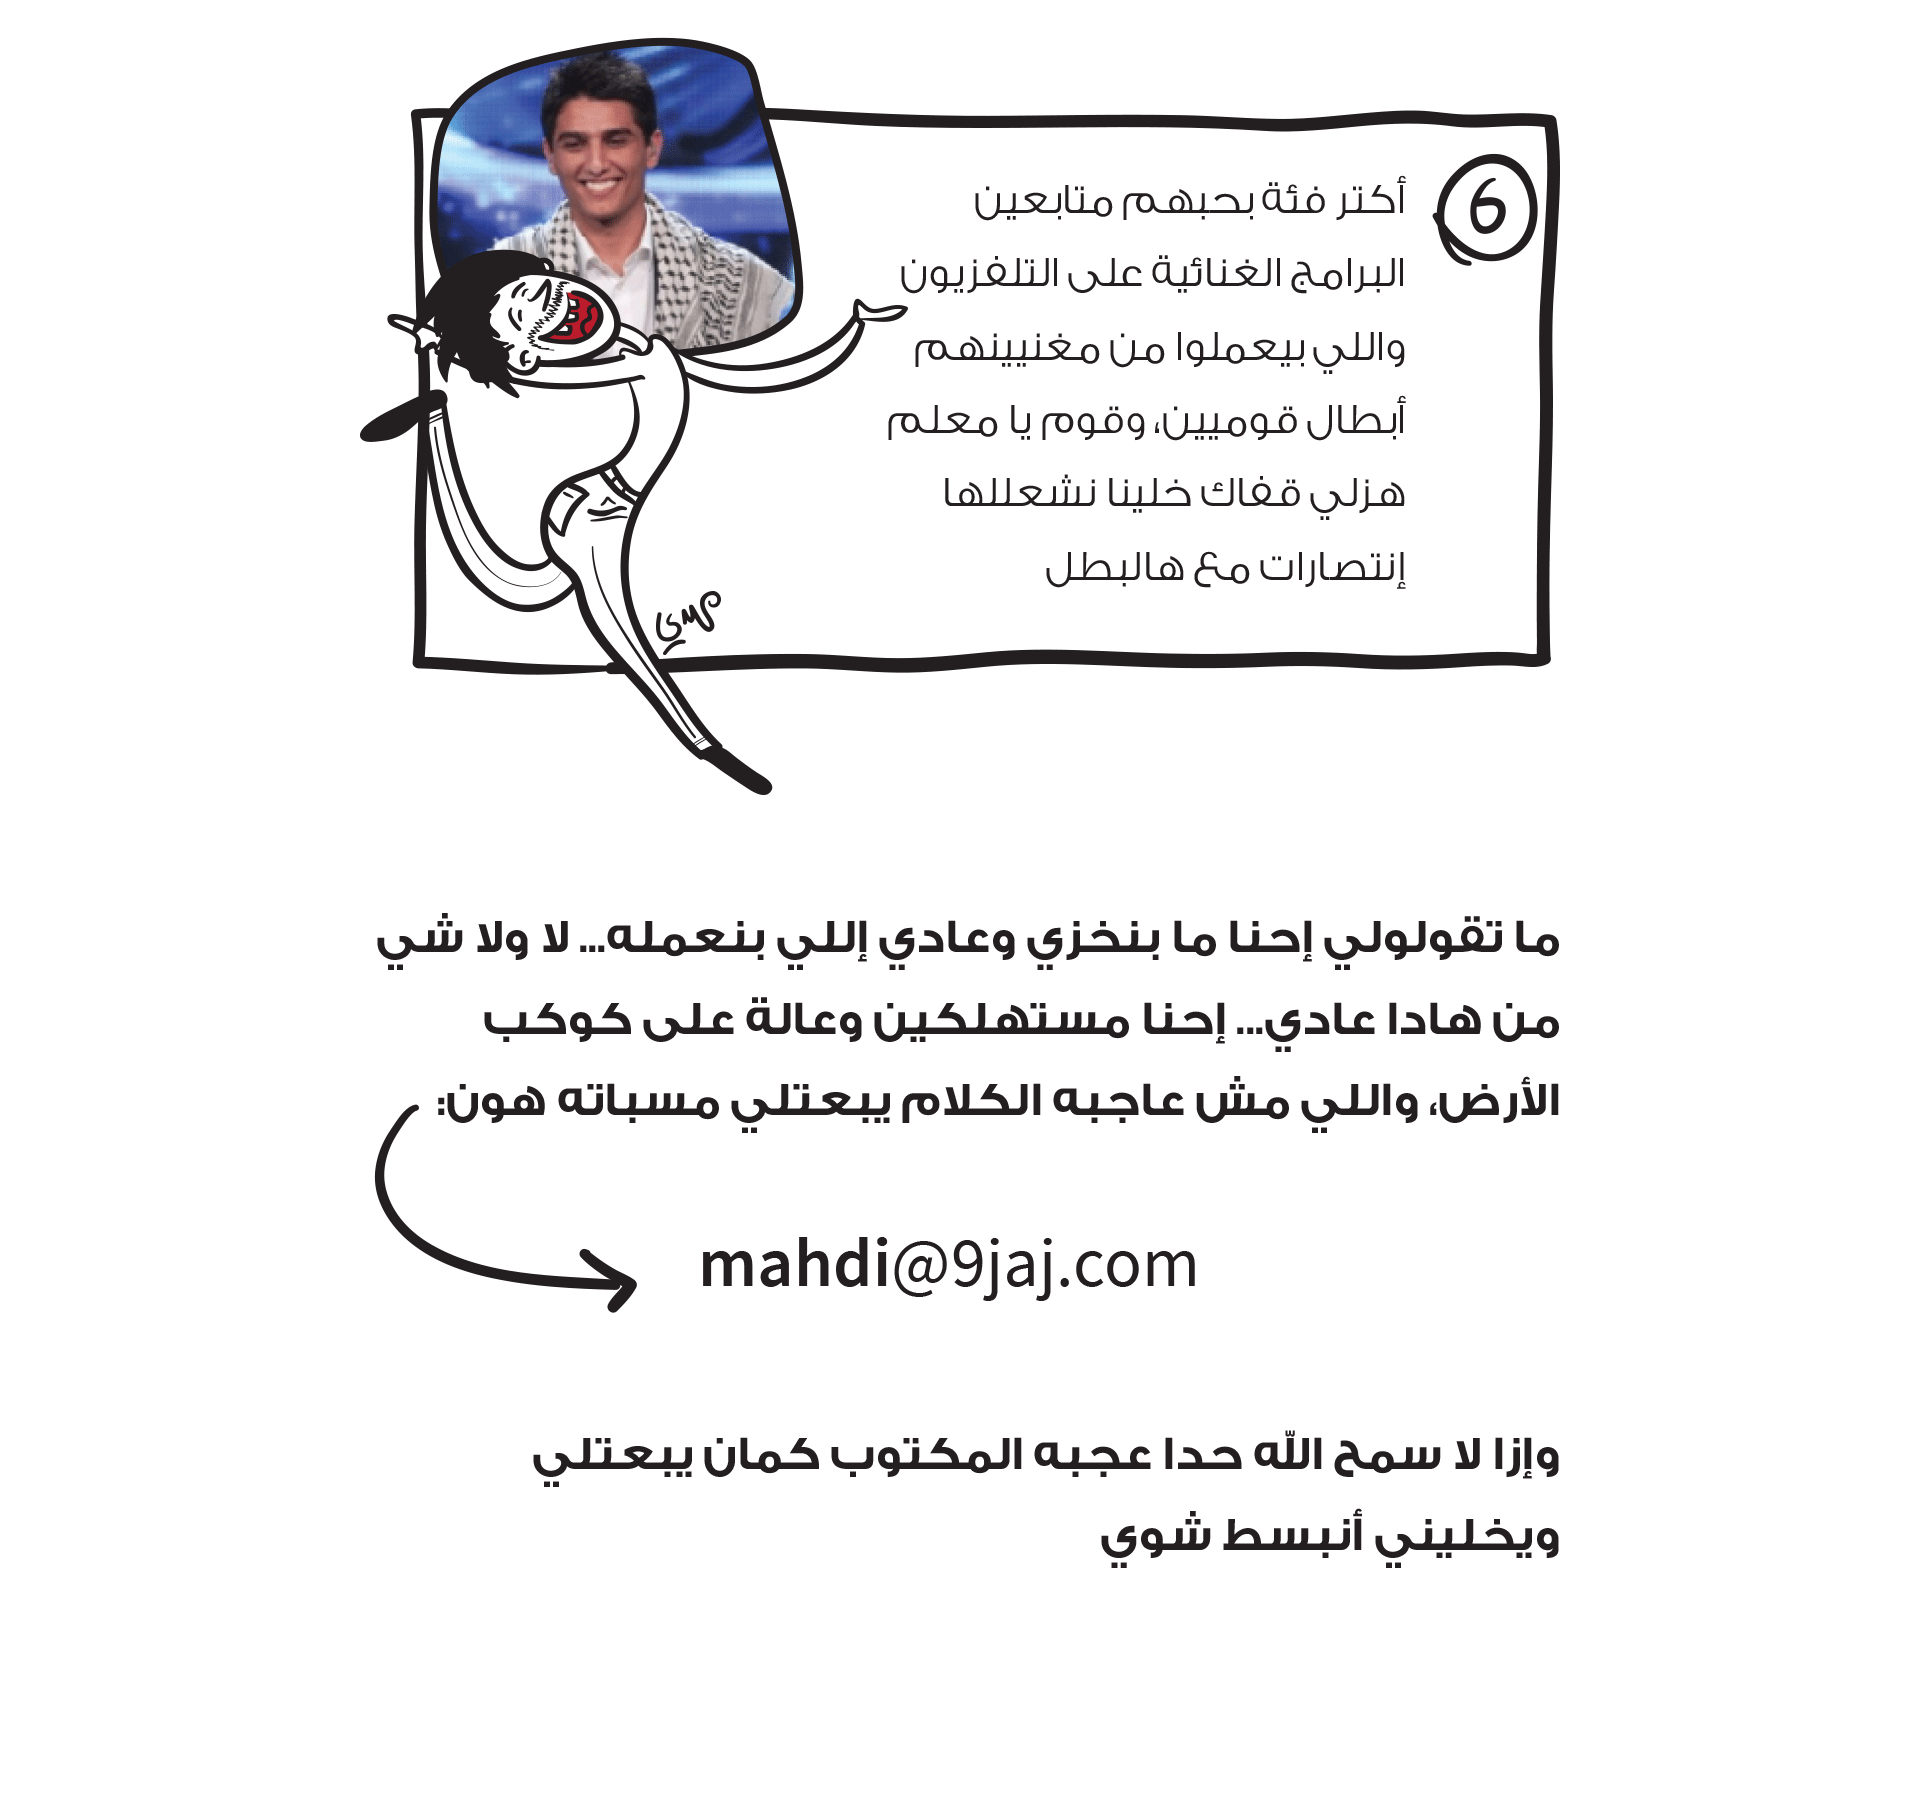 6
أكتر فئة بحبهم متابعين
البرامج الغنائية على التلفزيون
واللي بيعملوا من مغنيينهم
أبطال قوميين، وقوم يا معلم
هزلي قفاك خلينا نشعللها
إنتصارات مع هالبطل
مهدي
ما تقولولي إحنا ما بنخزي وعادي إللي بنعمله... لا ولا شي
من هادا عادي... إحنا مستهلكين وعالة على كوكب
الأرض، واللي مش عاجبه الكلام يبعتلي مسباته هون:
mahdi@9jaj.com
وإزا لا سمح الله حدا عجبه المكتوب كمان يبعتلي
ويخليني أنبسط شوي